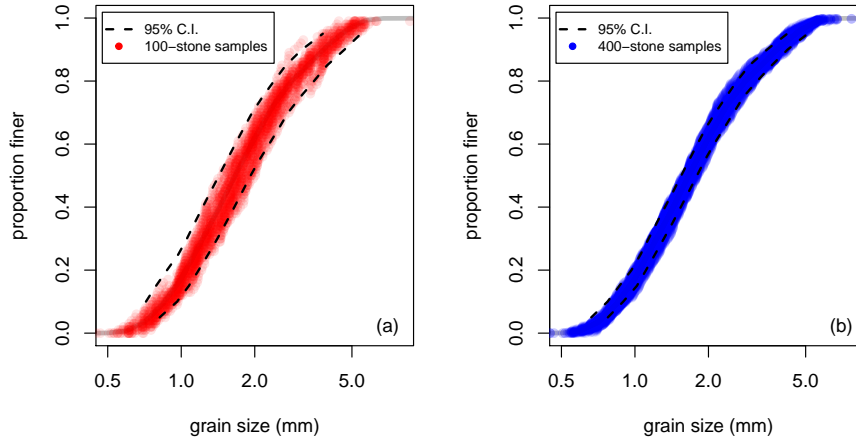 95% C.I.
100−stone samples
1.0
0.8
0.6
0.4
0.2
0.0
proportion finer
(a)
0.5 1.0 2.0 5.0
grain size (mm)
95% C.I.
400−stone samples
1.0
0.8
0.6
0.4
0.2
0.0
proportion finer
(b)
0.5 1.0 2.0 5.0
grain size (mm)